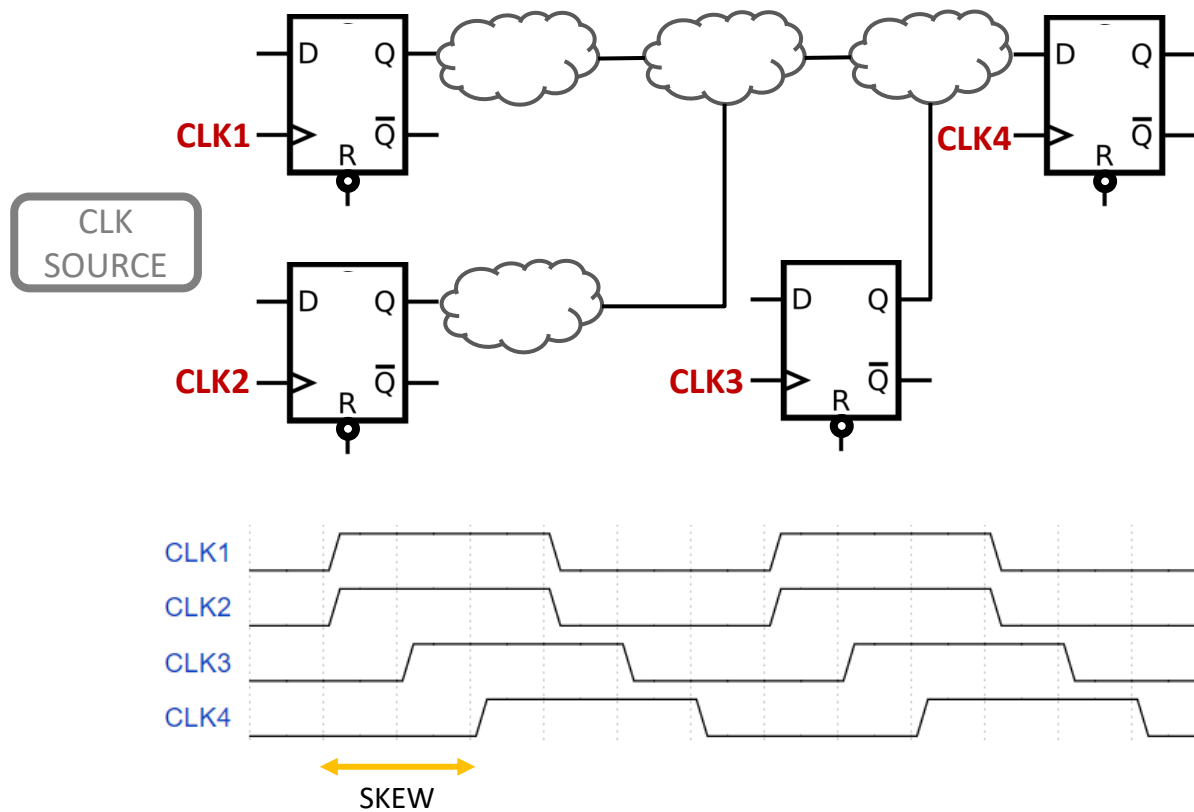 D Q
CLK1 Q
R
D Q
CLK4 Q
R
CLK
SOURCE
D Q
CLK2 Q
R
D Q
CLK3 Q
R
CLK1
CLK2
CLK3
CLK4
SKEW